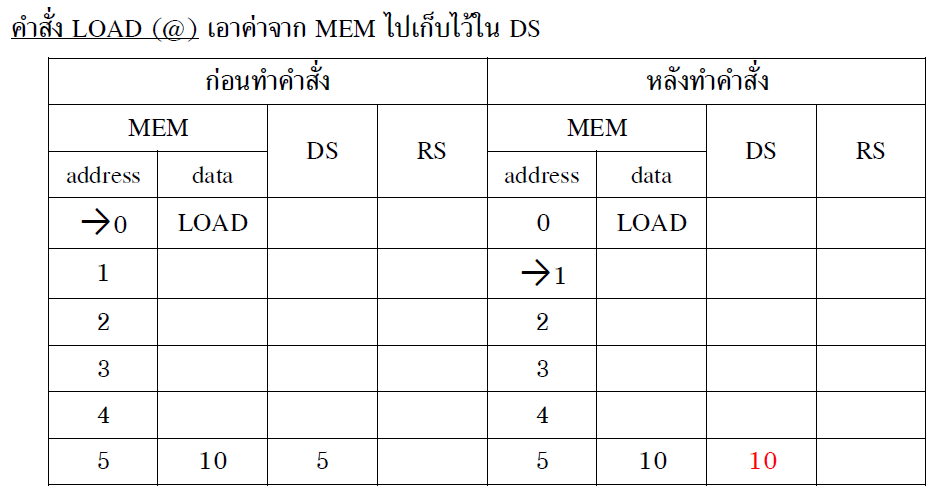 คำสั่ง LOAD (@) เอาค่าจาก MEM ไปเก็บไว้ใน DS
ก่อนทำคำสั่ง หลังทำคำสั่ง
MEM DS RS MEM DS RS
address data address data
→0 LOAD 0 LOAD
1 →1
2 2
3 3
4 4
5 10 5 5 10 10